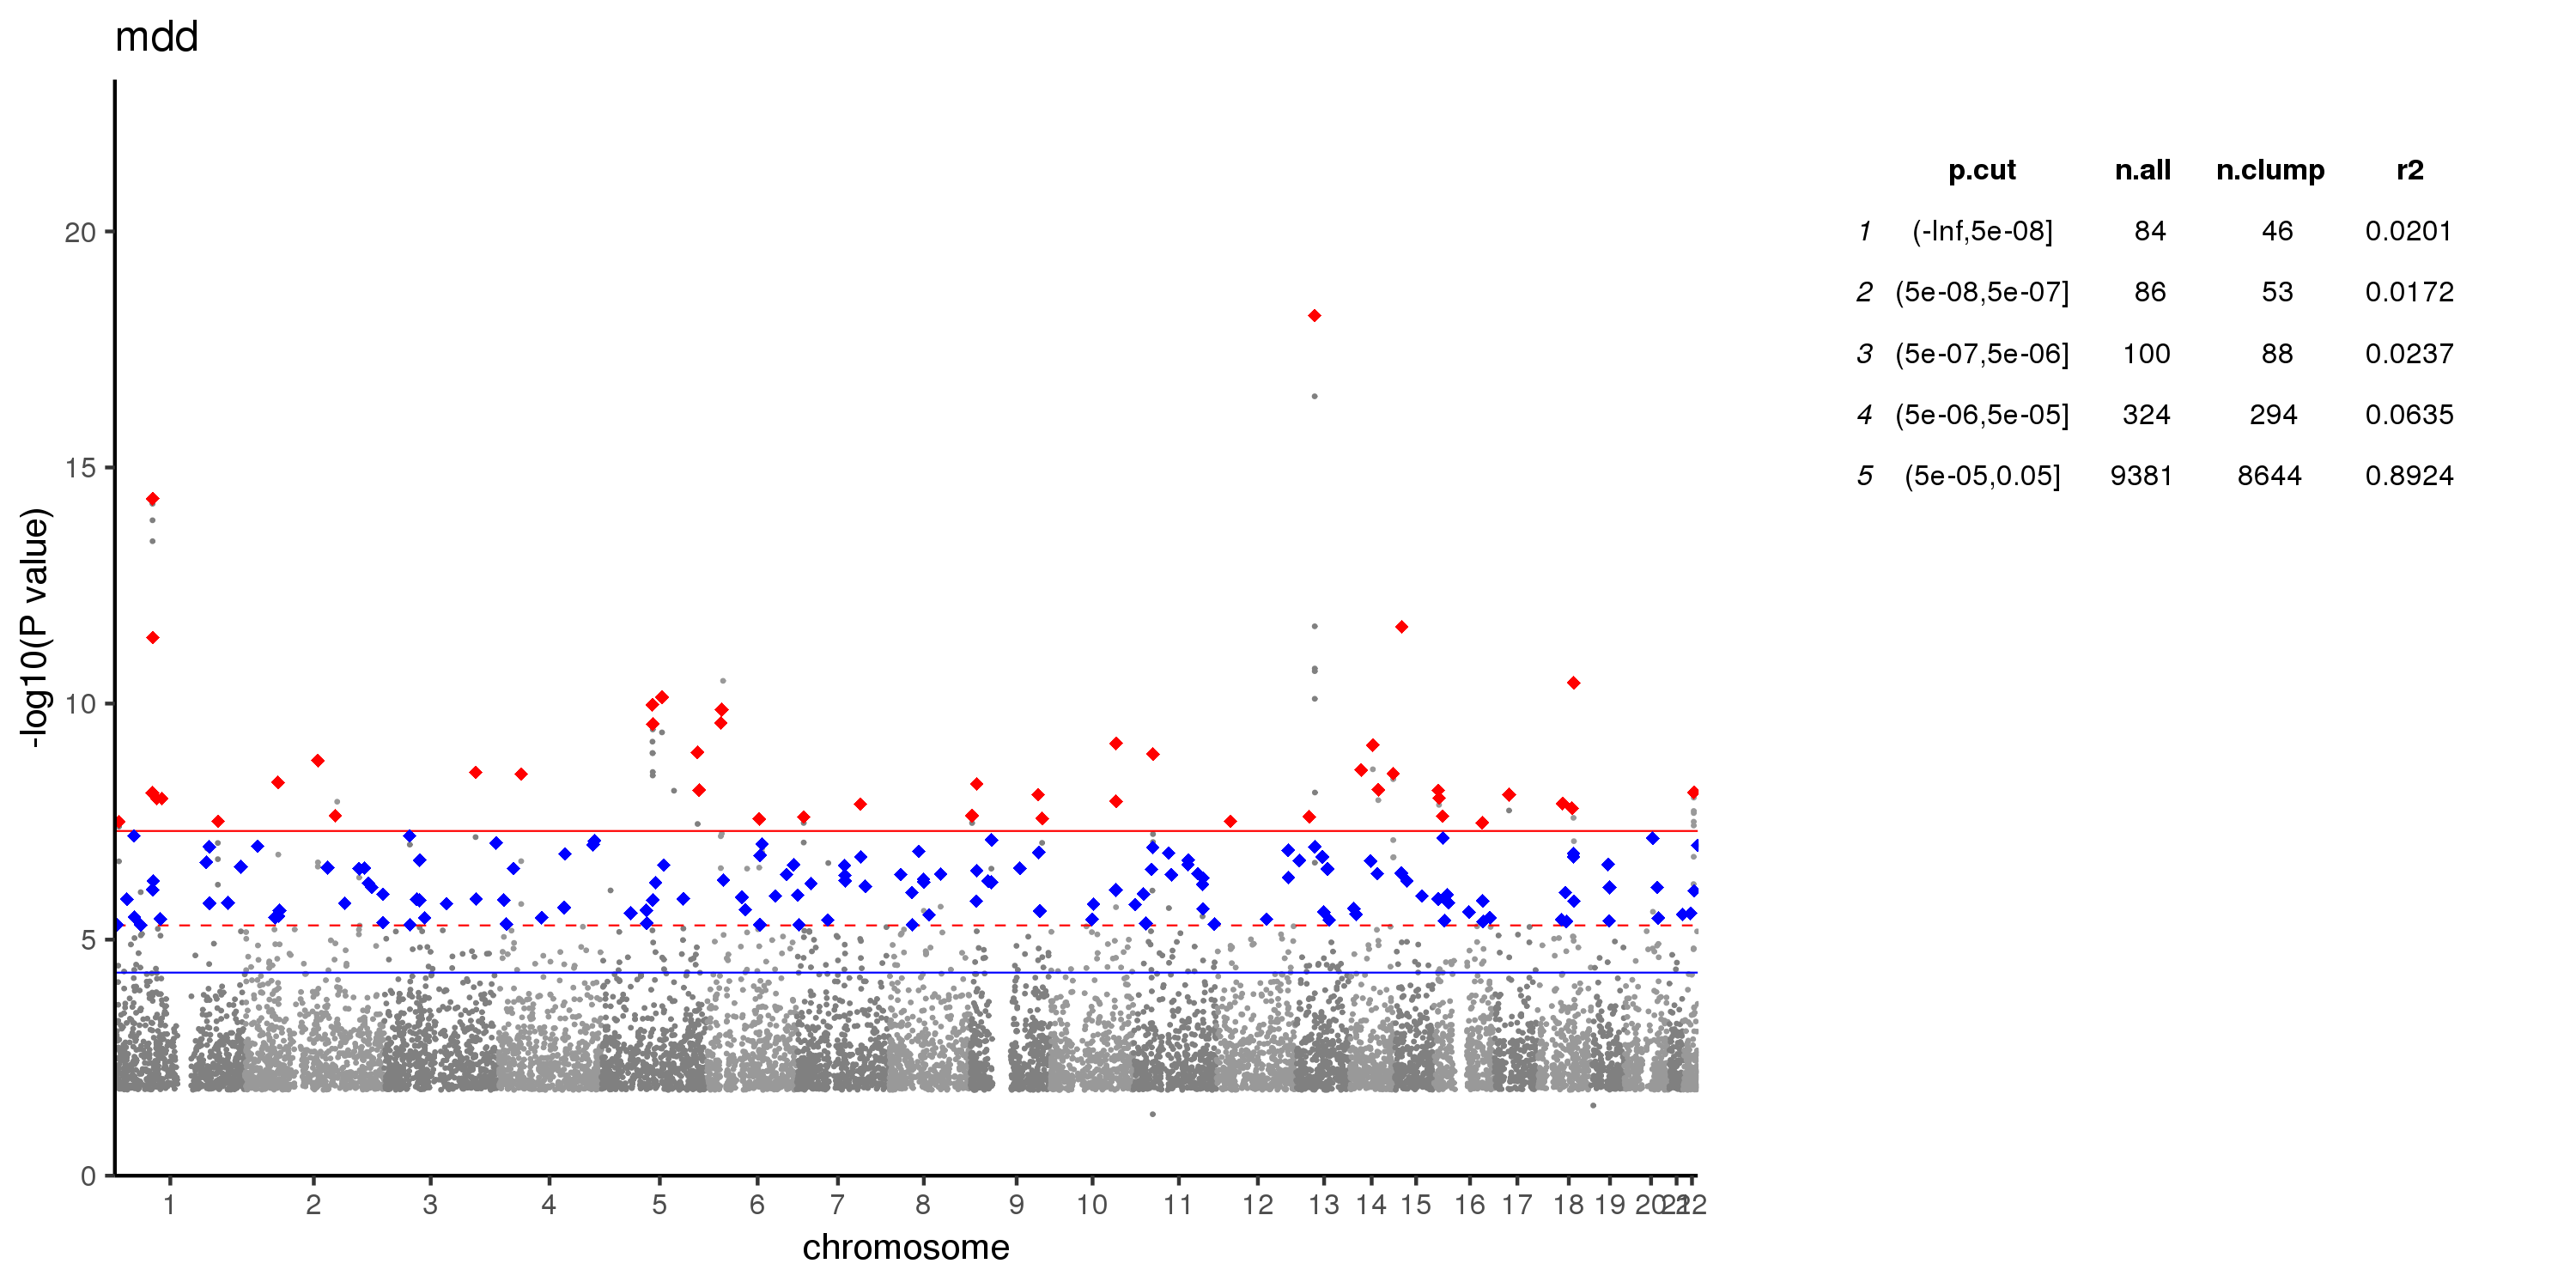 mdd
-log10(P value)
20
15
10
5
0
1 2 3 4 5 6 7 8 9 10 11 12 13 14 15 16 17 18 19 20 21 22
chromosome
p.cut n.all n.clump r2
1 (-Inf,5e-08] 84 46 0.0201
2 (5e-08,5e-07] 86 53 0.0172
3 (5e-07,5e-06] 100 88 0.0237
4 (5e-06,5e-05] 324 294 0.0635
5 (5e-05,0.05] 9381 8644 0.8924